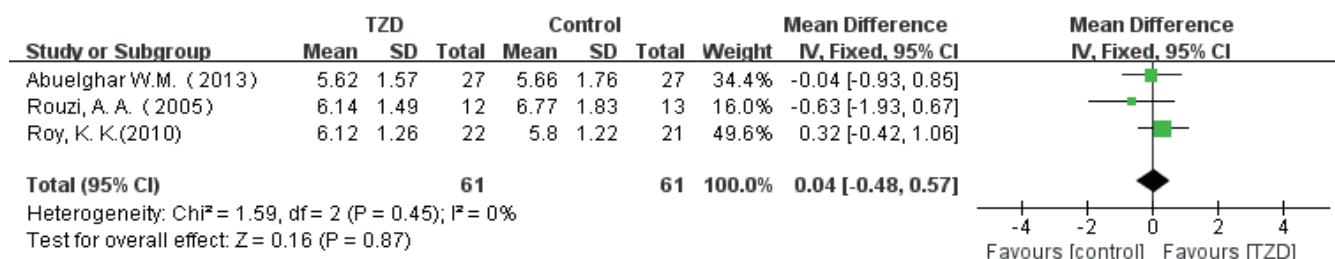 TZD Control Mean Difference Mean Difference
Study or Subgroup Mean SD Total Mean SD Total Weight IV, Fixed, 95% CI IV, Fixed, 95% CI
Abuelghar W.M. (2013) 5.62 1.57 27 5.66 1.76 27 34.4% -0.04 [-0.93, 0.85]
Rouzi, A. A. (2005) 6.14 1.49 12 6.77 1.83 13 16.0% -0.63 [-1.93, 0.67]
Roy, K. K.(2010) 6.12 1.26 22 5.8 1.22 21 49.6% 0.32 [-0.42, 1.06]
Total (95% CI) 61 61 100.0% 0.04 [-0.48, 0.57]
Heterogeneity: Chi² = 1.59, df = 2 (P = 0.45); I² = 0%
Test for overall effect: Z = 0.16 (P = 0.87)
-4 -2 0 2 4
Favours [control] Favours [TZD]